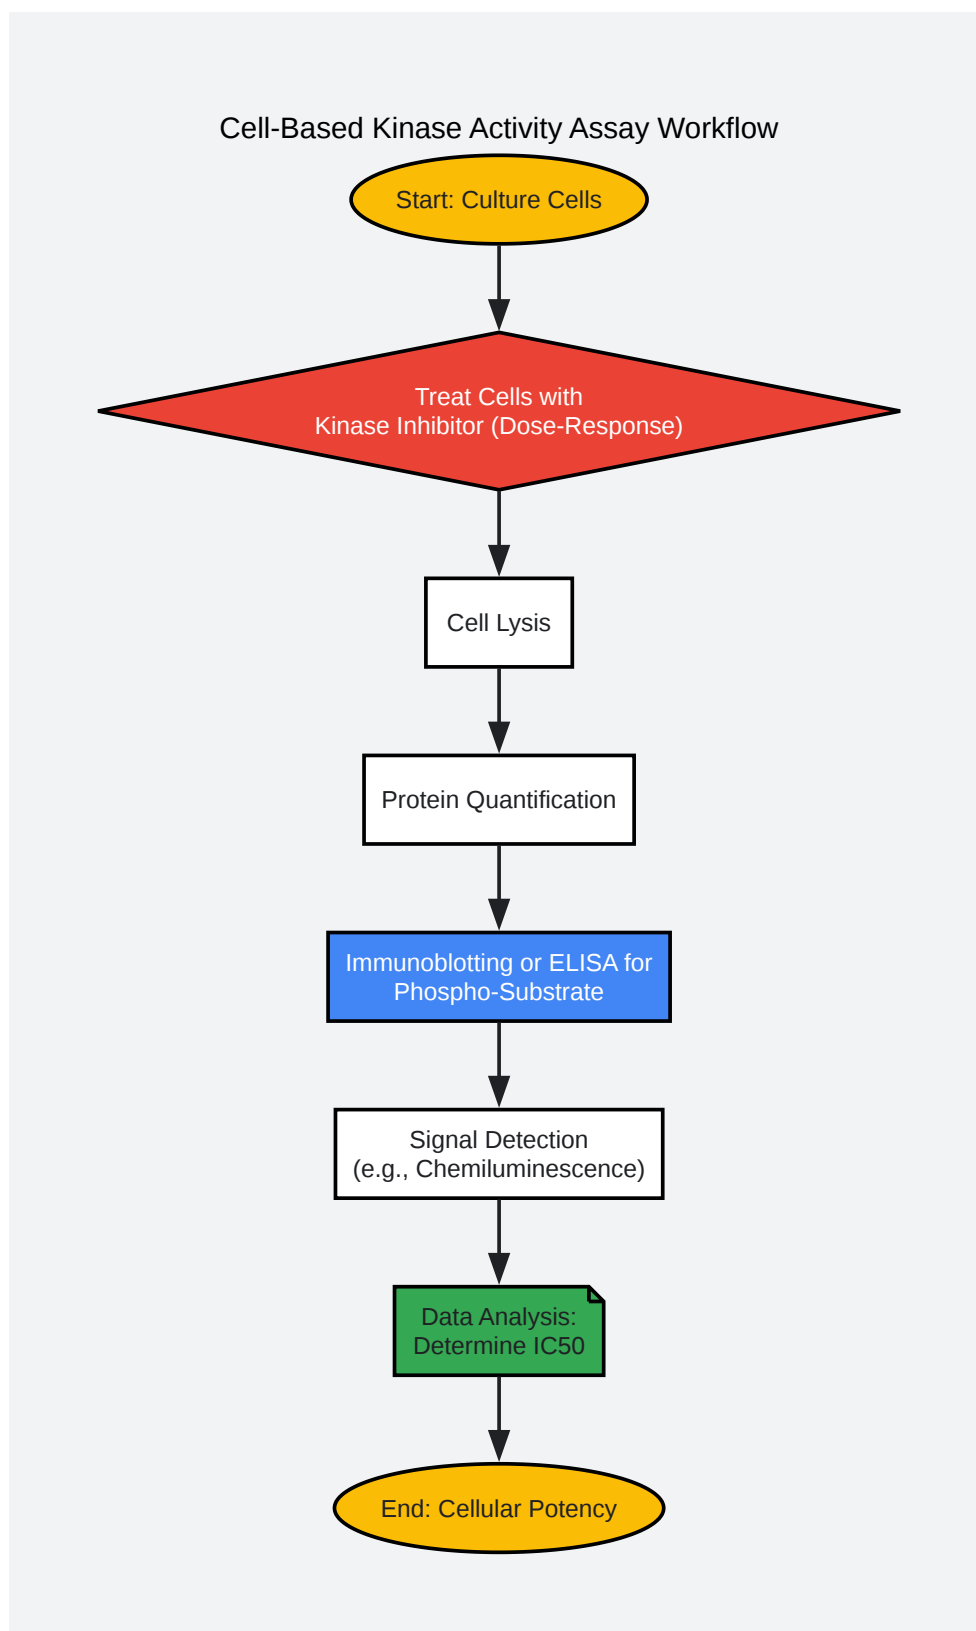 Cell-Based Kinase Activity Assay Workflow
Start: Culture Cells
Treat Cells with
Kinase Inhibitor (Dose-Response)
Cell Lysis
Protein Quantification
Immunoblotting or ELISA for
Phospho-Substrate
Signal Detection
(e.g., Chemiluminescence)
Data Analysis:
Determine IC50
End: Cellular Potency